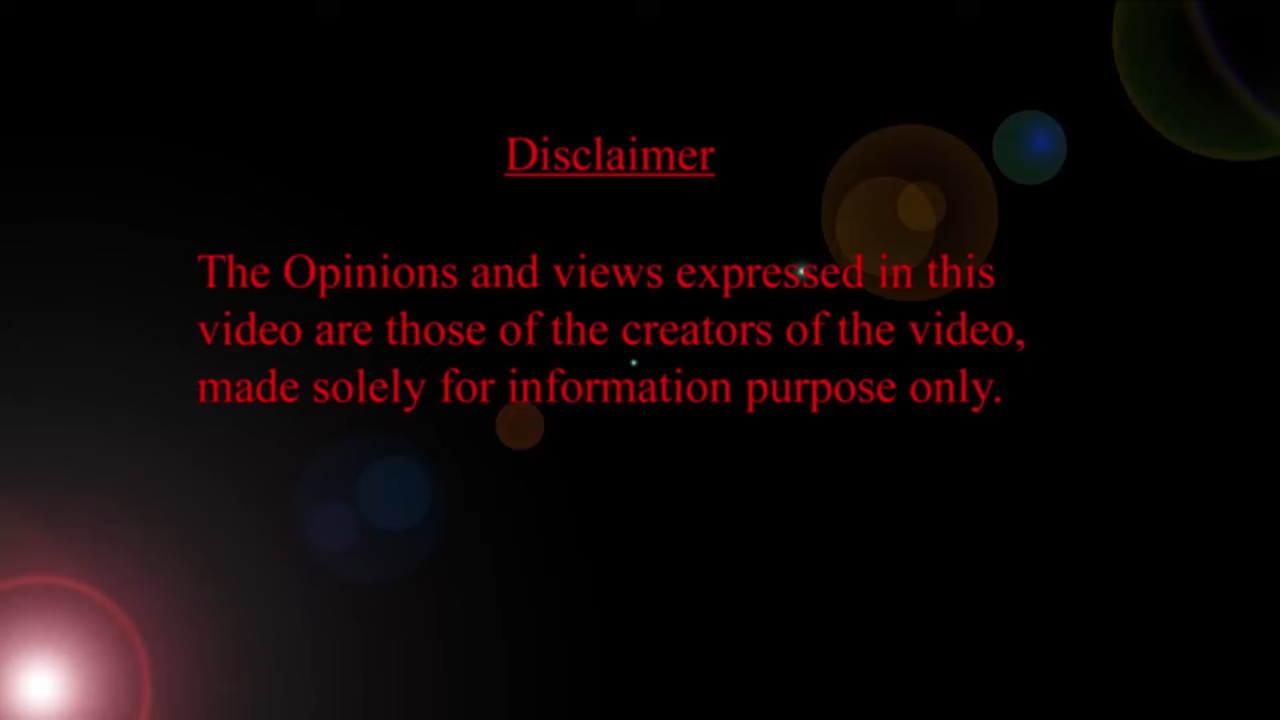 Disclaimer
The Opinions and views expressed in this
video are those of the creators of the video,
made solely for information purpose only.